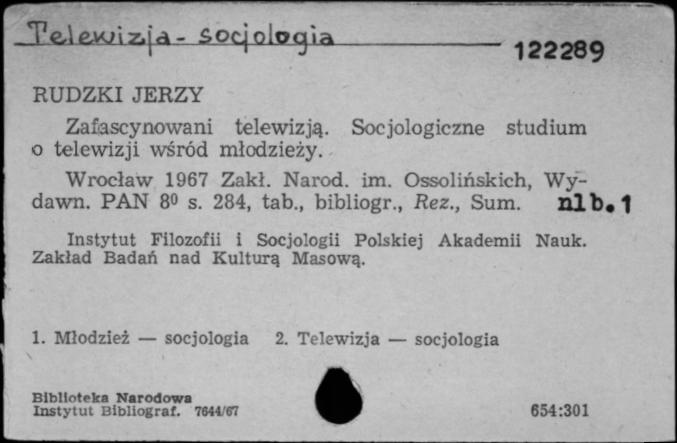 Telewizja - socjologia
122289
RUDZKI JERZY
Zafascynowani telewizją. Socjologiczne studium
o telewizji wśród młodzieży.
Wrocław 1967 Zakł. Narod. im. Ossolińskich, Wy-
dawn. PAN 8⁰ s. 284, tab., bibliogr., Rez., Sum. nlb.1
Instytut Filozofii i Socjologii Polskiej Akademii Nauk.
Zakład Badań nad Kulturą Masową.
1. Młodzież — socjologia 2. Telewizja — socjologia
Biblioteka Narodowa
Instytut Bibliograf. 7644/67
654:301